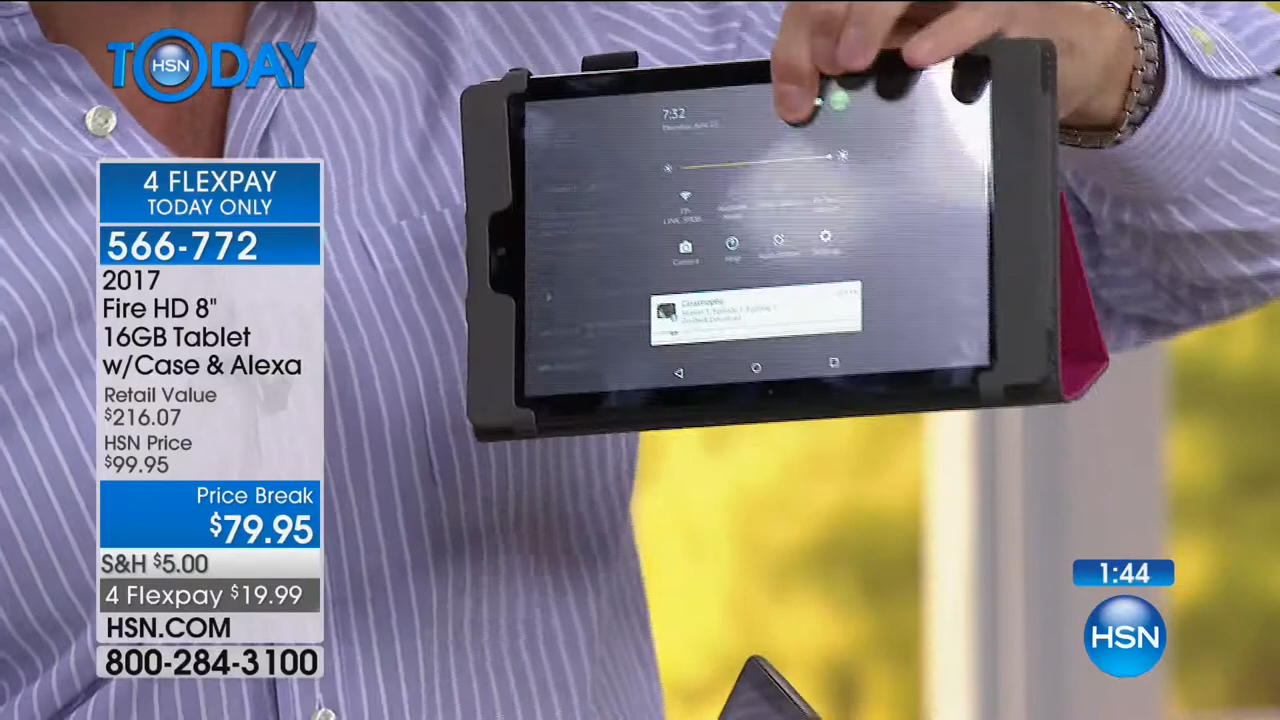 TODAY
HSN
4 FLEXPAY
TODAY ONLY
566-772
2017
Fire HD 8"
16GB Tablet
w/Case & Alexa
Retail Value
$216.07
HSN Price
$99.95
Price Break
$79.95
S&H $5.00
4 Flexpay $19.99
HSN.COM
800-284-3100
7:32
Camera
Help
1:44
HSN